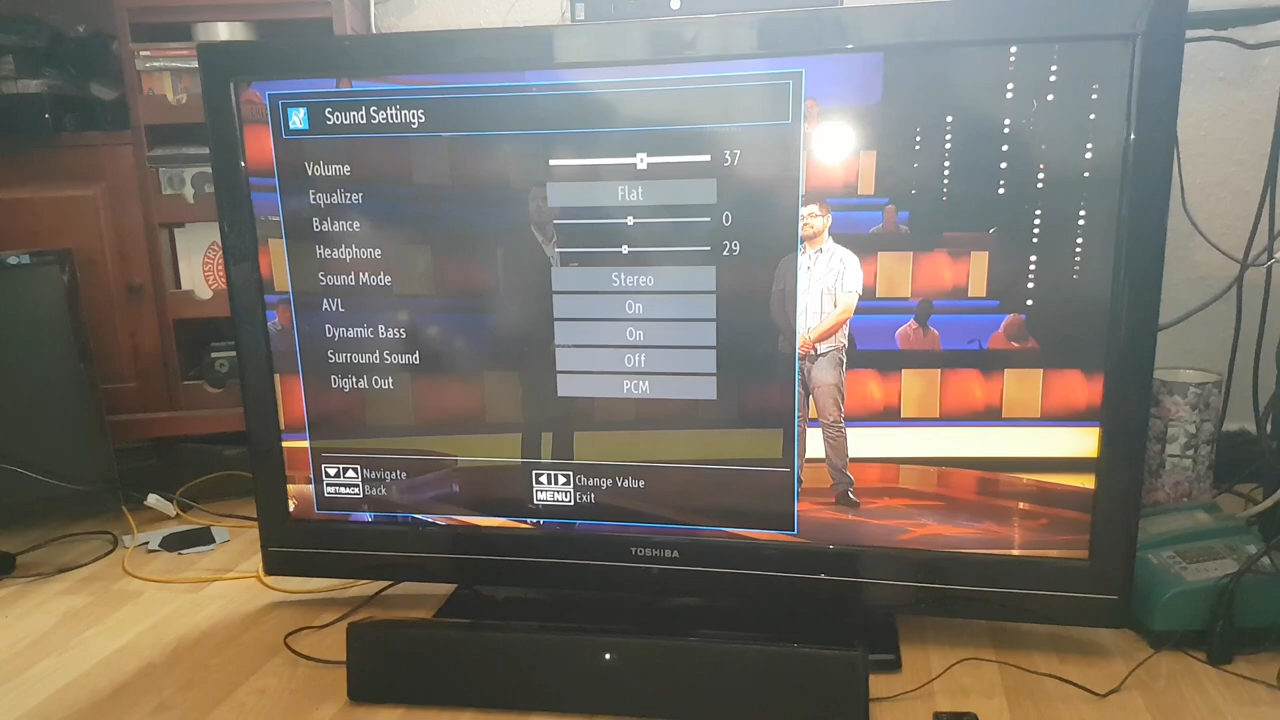 Sound Settings
Volume 37
Equalizer Flat
Balance 0
Headphone 29
Sound Mode Stereo
AVL On
Dynamic Bass On
Surround Sound Off
Digital Out PCM
Navigate Change Value
RET/BACK Back MENU Exit
TOSHIBA
INISTRY